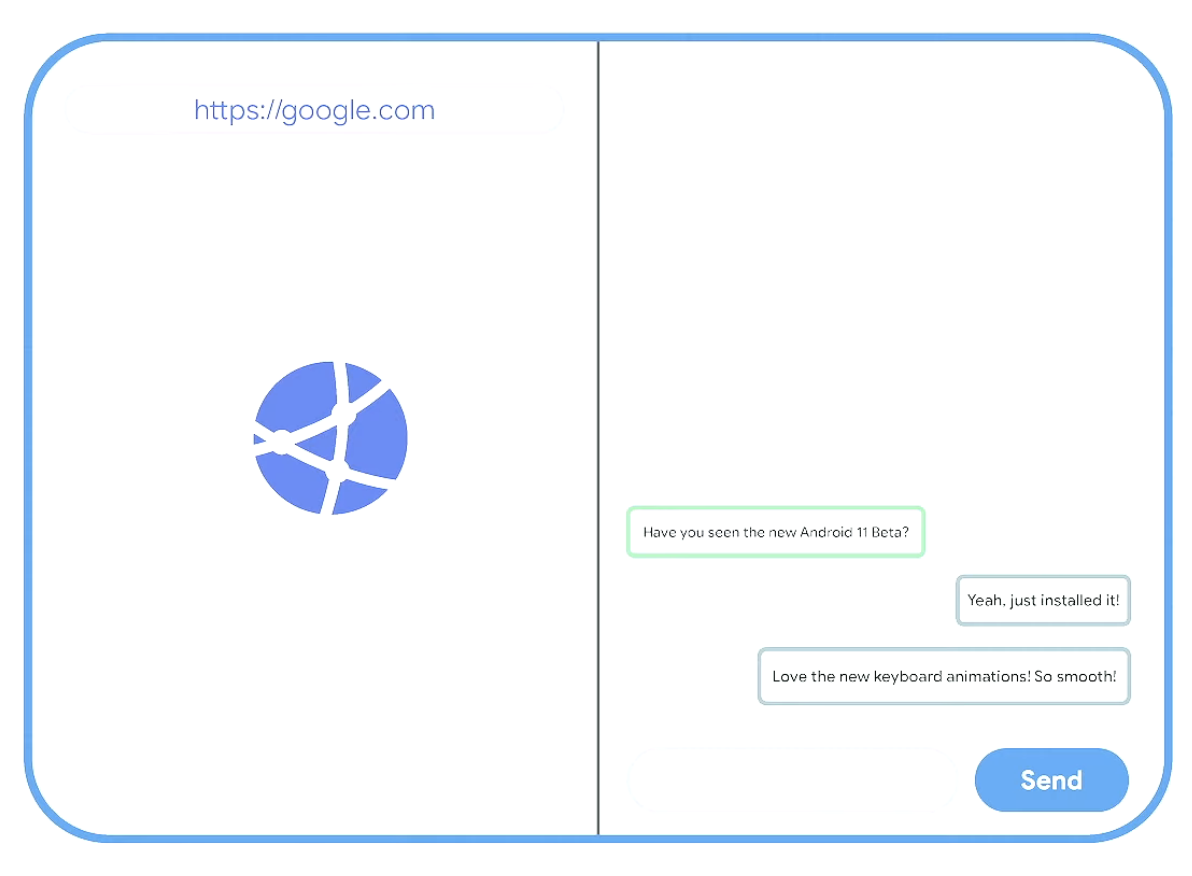 https://google.com
Have you seen the new Android 11 Beta?
Yeah, just installed it!
Love the new keyboard animations! So smooth!
Send